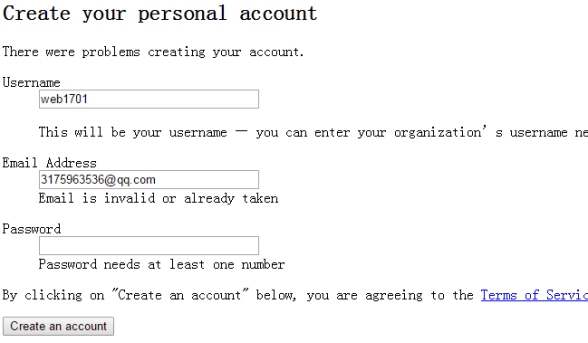 Create your personal account
There were problems creating your account.
Username
web1701
This will be your username — you can enter your organization's username ne
Email Address
3175963536@qq.com
Email is invalid or already taken
Password
Password needs at least one number
By clicking on "Create an account" below, you are agreeing to the Terms of Servic
Create an account